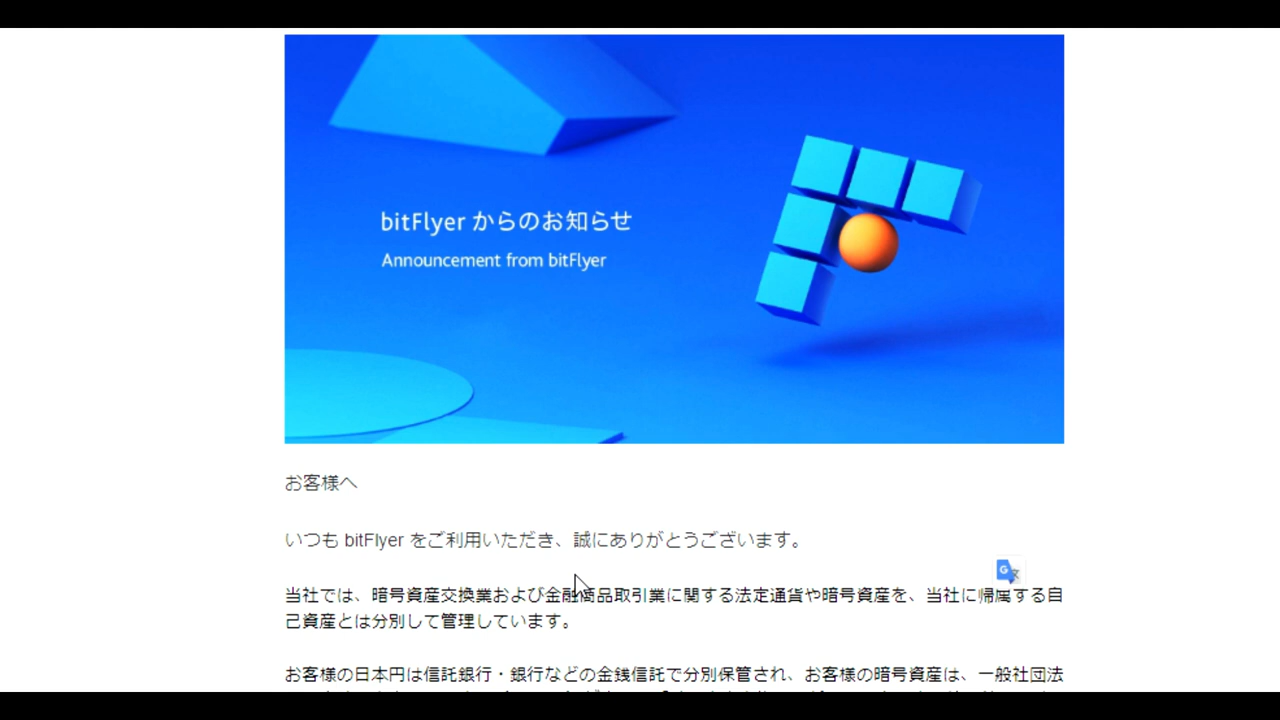 bitFlyer からのお知らせ
Announcement from bitFlyer
お客様へ
いつも bitFlyer をご利用いただき、誠にありがとうございます。
当社では、暗号資産交換業および金融商品取引業に関する法定通貨や暗号資産を、当社に帰属する自
己資産とは分別して管理しています。
お客様の日本円は信託銀行・銀行などの金銭信託で分別保管され、お客様の暗号資産は、一般社団法